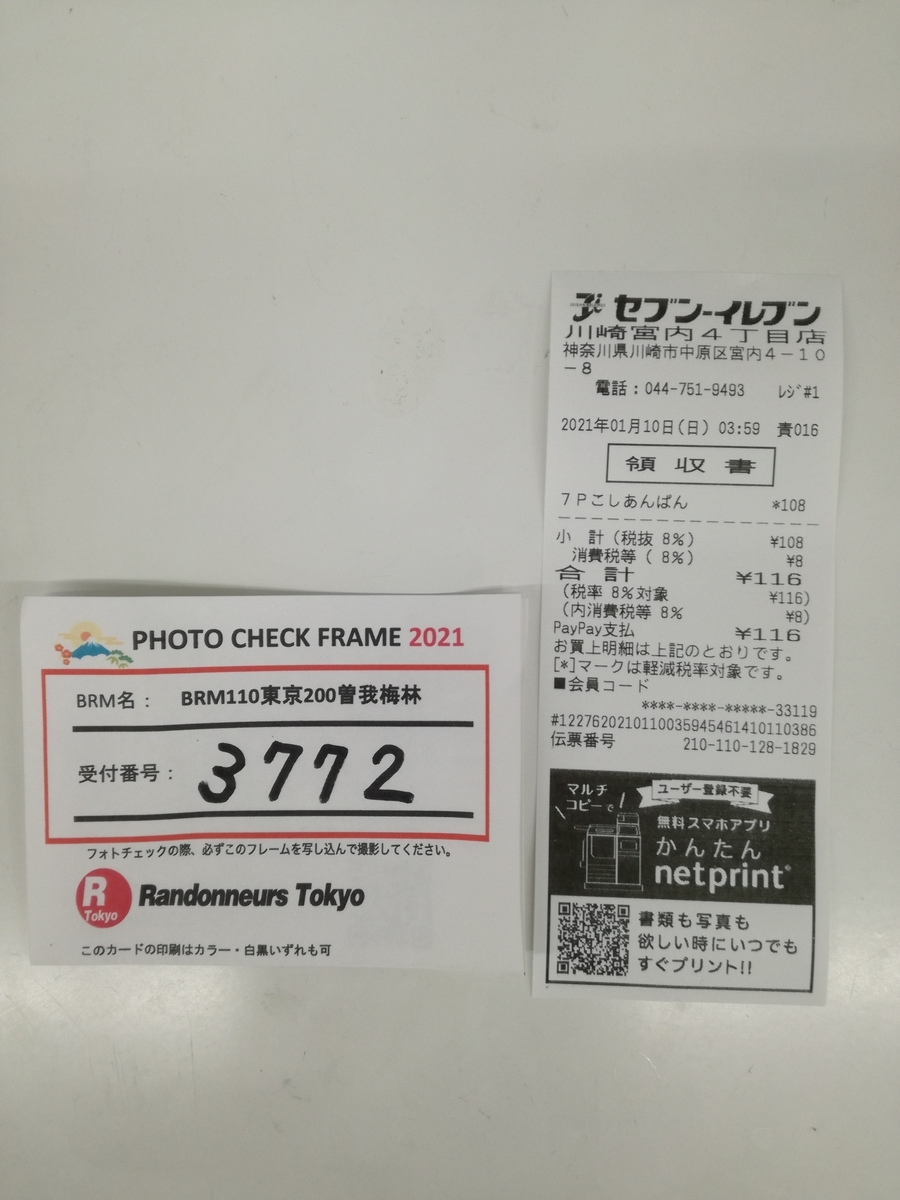 PHOTO CHECK FRAME 2021
BRM名： BRM110東京200曽我梅林
受付番号： 3772
フォトチェックの際、必ずこのフレームを写し込んで撮影してください。
R
Tokyo
Randonneurs Tokyo
このカードの印刷はカラー・白黒いずれも可
セブン-イレブン
川崎宮内４丁目店
神奈川県川崎市中原区宮内４－１０
－８
電話：044-751-9493 ﾚｼﾞ#1
2021年01月10日(日) 03:59 責016
領収書
７Ｐこしあんぱん *108
小 計（税抜 8%） ¥108
消費税等（ 8%） ¥8
合 計 ¥116
（税率 8%対象 ¥116）
（内消費税等 8% ¥8）
PayPay支払 ¥116
お買上明細は上記のとおりです。
[*]マークは軽減税率対象です。
■会員コード
****-****-*****-33119
#122762021011003594546141011038​6
伝票番号 210-110-128-1829
マルチ
コピーで!
ユーザー登録不要
無料スマホアプリ
かんたん
netprint
書類も写真も
欲しい時にいつでも
すぐプリント!!